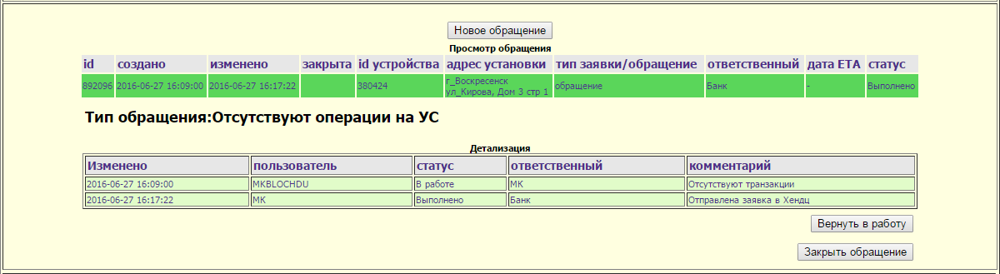 Новое обращение
Просмотр обращения
id создано изменено закрыта id устройства адрес установки тип заявки/обращение ответственный дата ETA статус
892096 2016-06-27 16:09:00 2016-06-27 16:17:22 380424 г_Воскресенск обращение Банк - Выполнено
ул_Кирова, Дом 3 стр 1
Тип обращения:Отсутствуют операции на УС
Детализация
Изменено пользователь статус ответственный комментарий
2016-06-27 16:09:00 MKBLOCHDU В работе МК Отсутствуют транзакции
2016-06-27 16:17:22 МК Выполнено Банк Отправлена заявка в Хендц
Вернуть в работу
Закрыть обращение